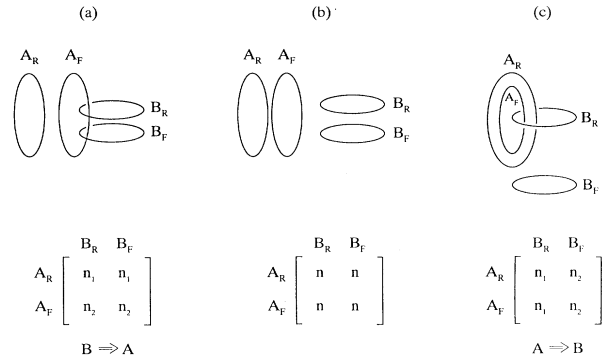 (a) (b) (c)
A_R A_F A_R A_F A_R
A_F
B_R B_R B_R
B_F B_F
B_F
B_R B_F B_R B_F B_R B_F
A_R n_1 n_1 A_R n n A_R n_1 n_2
A_F n_2 n_2 A_F n n A_F n_1 n_2
B ⇒ A A ⇒ B